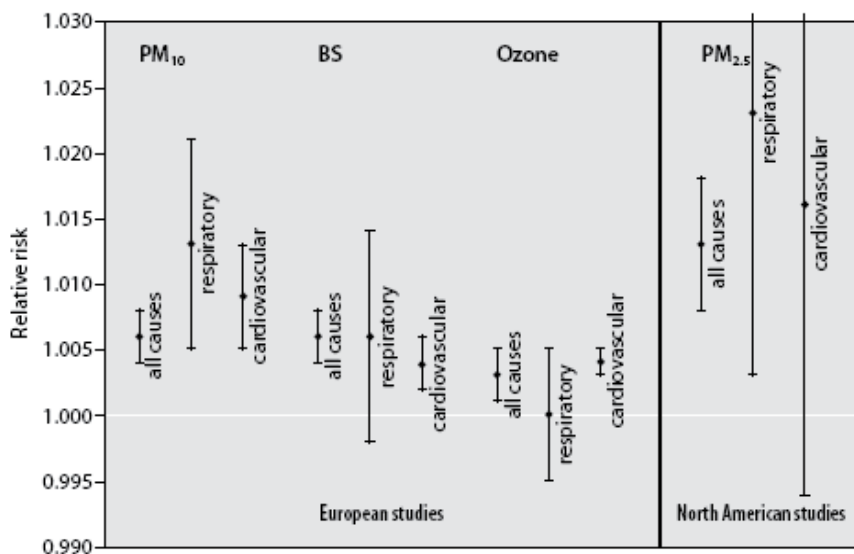 Relative risk
1.030
1.025
1.020
1.015
1.010
1.005
1.000
0.995
0.990
PM₁₀
all causes
respiratory
cardiovascular
BS
all causes
respiratory
cardiovascular
Ozone
all causes
respiratory
cardiovascular
European studies
PM₂.₅
all causes
respiratory
cardiovascular
North American studies